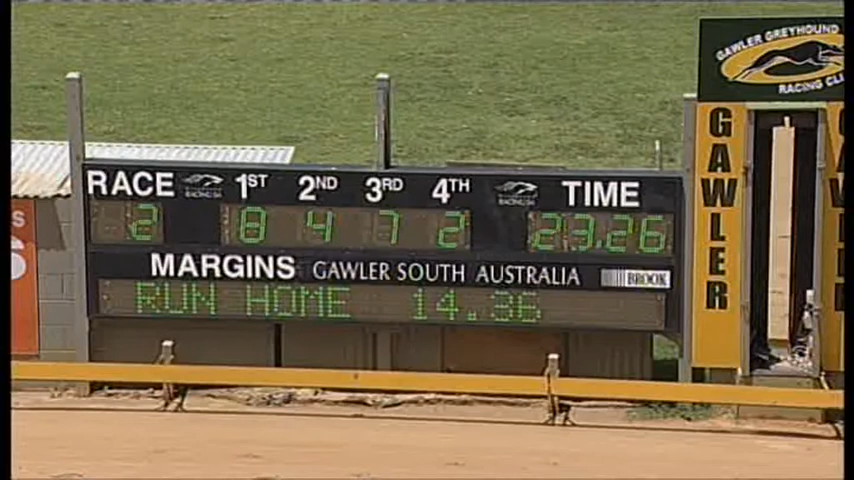 GAWLER GREYHOUND
RACING CL
GAWLER
RACE 1ST 2ND 3RD 4TH TIME
2 8 4 7 2 23.26
MARGINS GAWLER SOUTH AUSTRALIA BROOK
RUN HOME 14.36
S